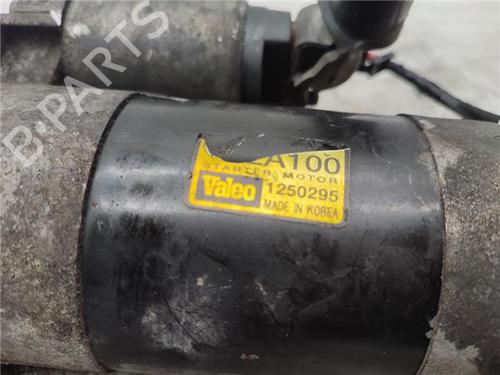 A100
STARTER MOTOR
Valeo 1250295
MADE IN KOREA
B-PARTS